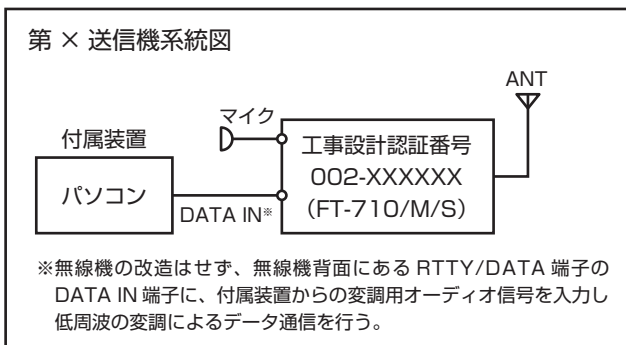 第 × 送信機系統図
ANT
マイク
付属装置
パソコン
DATA IN※
工事設計認証番号
002-XXXXXX
(FT-710/M/S)
※無線機の改造はせず、無線機背面にある RTTY/DATA 端子の
DATA IN 端子に、付属装置からの変調用オーディオ信号を入力し
低周波の変調によるデータ通信を行う。